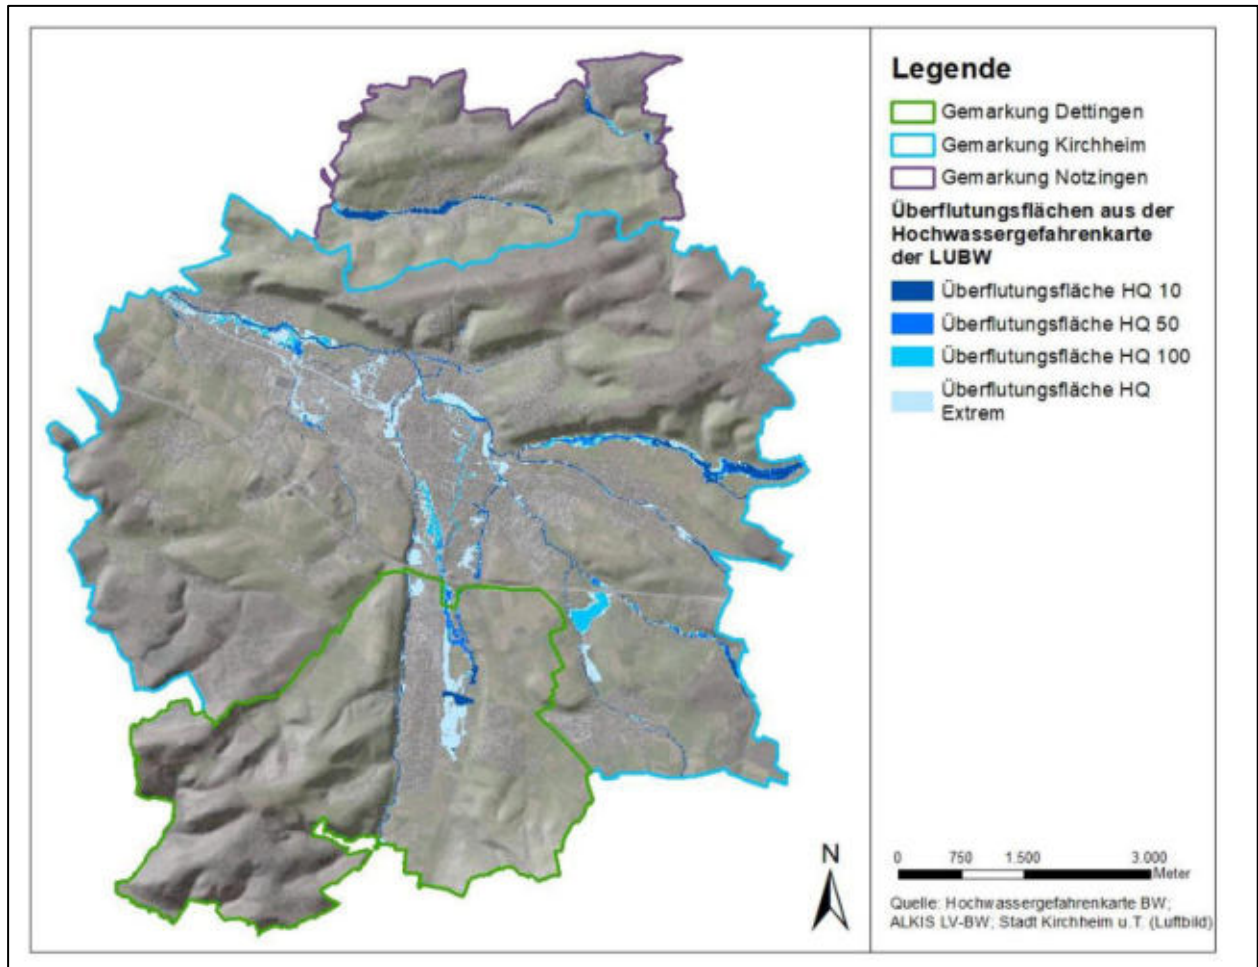 Legende
Gemarkung Dettingen
Gemarkung Kirchheim
Gemarkung Notzingen
Überflutungsflächen aus der
Hochwassergefahrenkarte
der LUBW
Überflutungsfläche HQ 10
Überflutungsfläche HQ 50
Überflutungsfläche HQ 100
Überflutungsfläche HQ
Extrem
N
0 750 1.500 3.000
Meter
Quelle: Hochwassergefahrenkarte BW;
ALKIS LV-BW; Stadt Kirchheim u.T. (Luftbild)